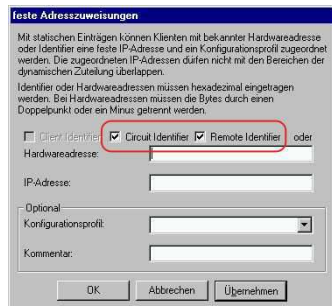 feste Adresszuweisungen
Mit statischen Einträgen können Klienten mit bekannter Hardwareadresse
oder Identifier eine feste IP-Adresse und ein Konfigurationsprofil zugeordnet
werden. Die zugeordneten IP-Adressen dürfen nicht mit den Bereichen der
dynamischen Zuteilung überlappen.
Identifier oder Hardwareadressen müssen hexadezimal eingetragen
werden. Bei Hardwareadressen müssen die Bytes durch einen
Doppelpunkt oder ein Minus getrennt werden.
Client Identifier Circuit Identifier Remote Identifier oder
Hardwareadresse:
IP-Adresse:
Optional
Konfigurationsprofil:
Kommentar:
OK Abbrechen Übernehmen